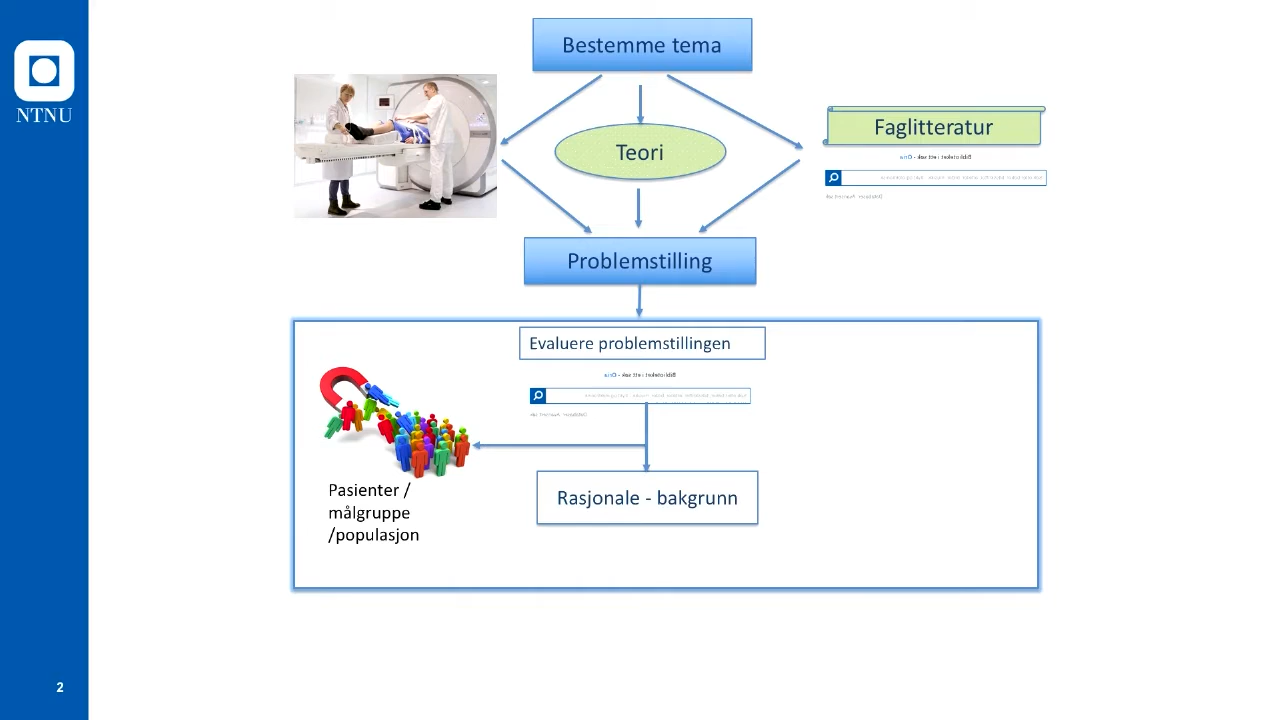 Bestemme tema
NTNU
Faglitteratur
Teori
Problemstilling
Evaluere problemstillingen
Pasienter /
målgruppe
/populasjon
Rasjonale - bakgrunn
2